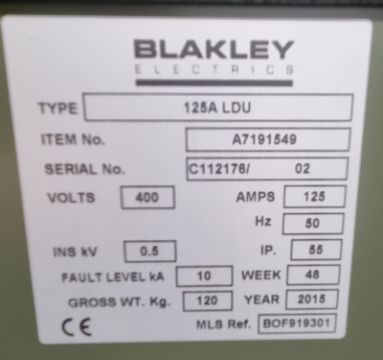 BLAKLEY
ELECTRICS
TYPE 125A LDU
ITEM No. A7191549
SERIAL No. C112176/ 02
VOLTS 400 AMPS 125
Hz 50
INS kV 0.5 IP. 55
FAULT LEVEL kA 10 WEEK 48
GROSS WT. Kg. 120 YEAR 2015
CE MLS Ref. BOF919301